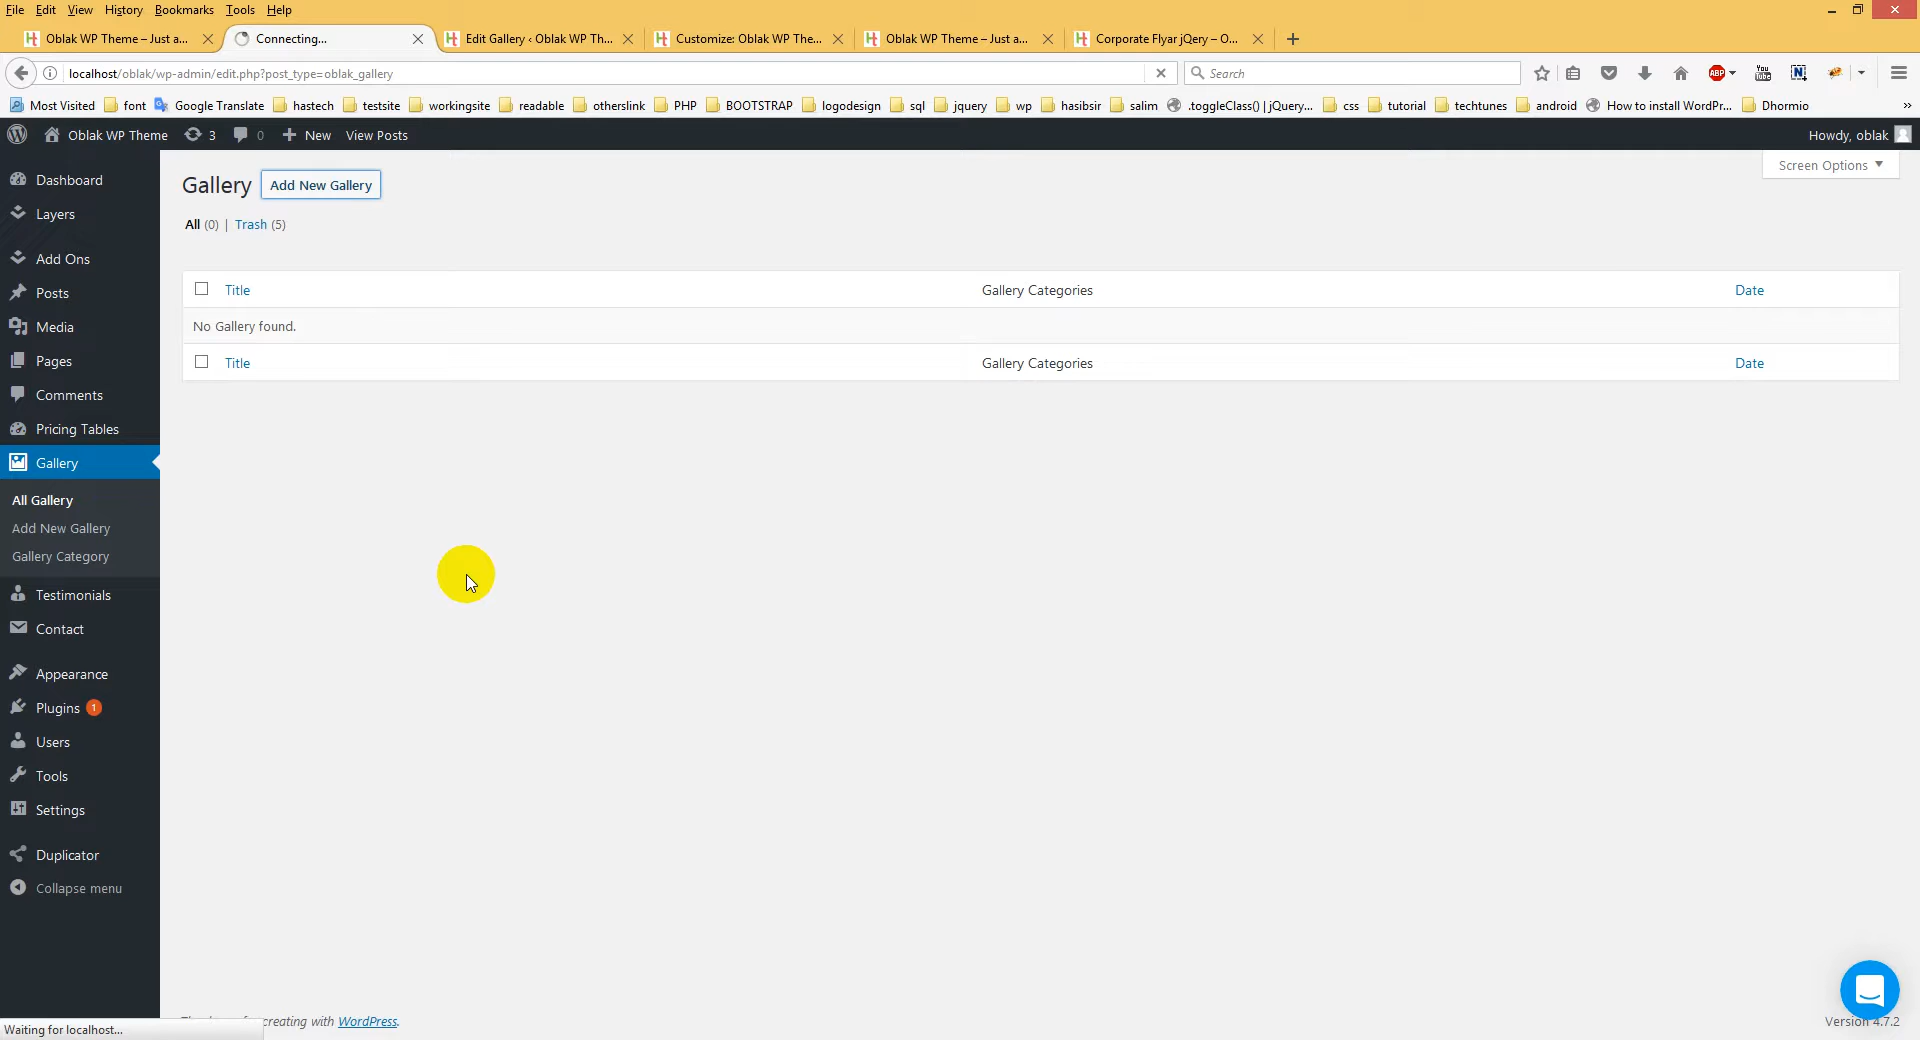 File Edit View History Bookmarks Tools Help
Oblak WP Theme – Just a... Connecting... Edit Gallery ‹ Oblak WP Th... Customize: Oblak WP The... Oblak WP Theme – Just a... Corporate Flyar jQery – O...
localhost/oblak/wp-admin/edit.php?post_type=oblak_gallery Search ABP You Tube N
Most Visited font Google Translate hastech testsite workingsite readable otherslink PHP BOOTSTRAP logodesign sql jquery wp hasibsir salim .toggleClass() | jQuery... css tutorial techtunes android How to install WordPr... Dhormio »
Oblak WP Theme 3 0 New View Posts Howdy, oblak
Screen Options
Gallery Add New Gallery
All (0) | Trash (5)
Title Gallery Categories Date
No Gallery found.
Title Gallery Categories Date
Dashboard
Layers
Add Ons
Posts
Media
Pages
Comments
Pricing Tables
Gallery
All Gallery
Add New Gallery
Gallery Category
Testimonials
Contact
Appearance
Plugins 1
Users
Tools
Settings
Duplicator
Collapse menu
creating with WordPress.
Version 4.7.2
Waiting for localhost...